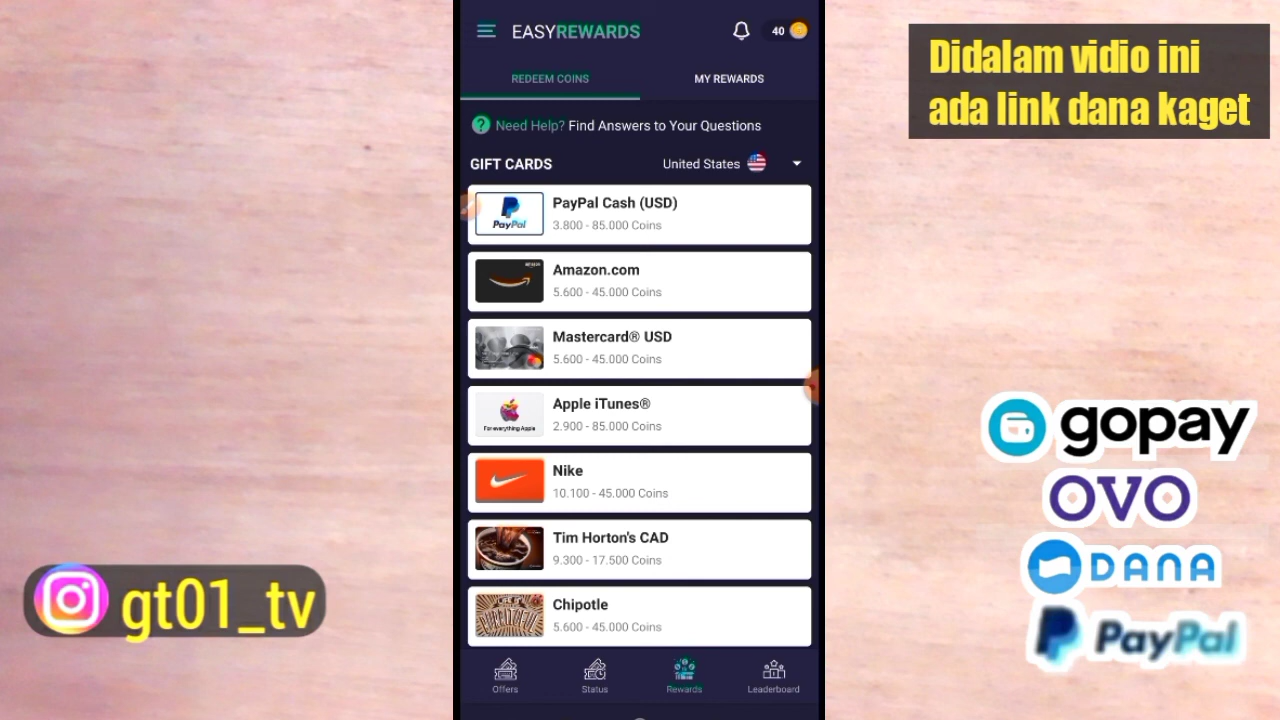 EASYREWARDS
40
REDEEM COINS
MY REWARDS
Need Help? Find Answers to Your Questions
GIFT CARDS
United States
PayPal
PayPal Cash (USD)
3.800 - 85.000 Coins
Amazon.com
5.600 - 45.000 Coins
Mastercard® USD
5.600 - 45.000 Coins
For everything Apple
Apple iTunes®
2.900 - 85.000 Coins
Nike
10.100 - 45.000 Coins
Tim Horton's CAD
9.300 - 17.500 Coins
Chipotle
5.600 - 45.000 Coins
Offers
Status
Rewards
Leaderboard
Didalam vidio ini
ada link dana kaget
gopay
OVO
DANA
PayPal
gt01_tv